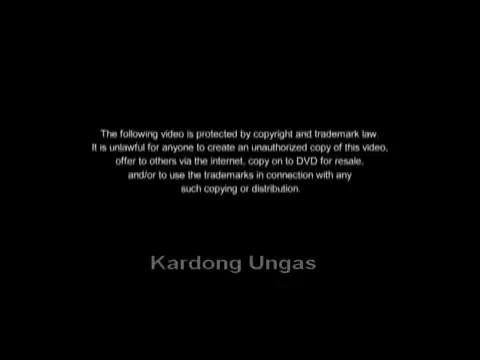 The following video is protected by copyright and trademark law.
It is unlawful for anyone to create an unauthorized copy of this video,
offer to others via the internet, copy on to DVD for resale,
and/or to use the trademarks in connection with any
such copying or distribution.
Kardong Ungas